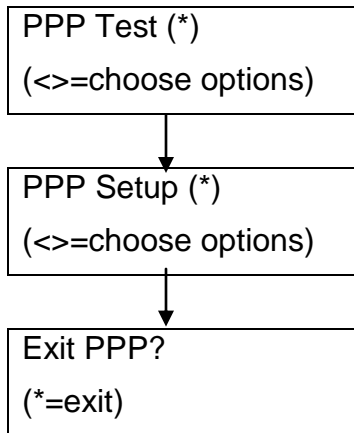 PPP Test (*)
(<>=choose options)
PPP Setup (*)
(<>=choose options)
Exit PPP?
(*=exit)